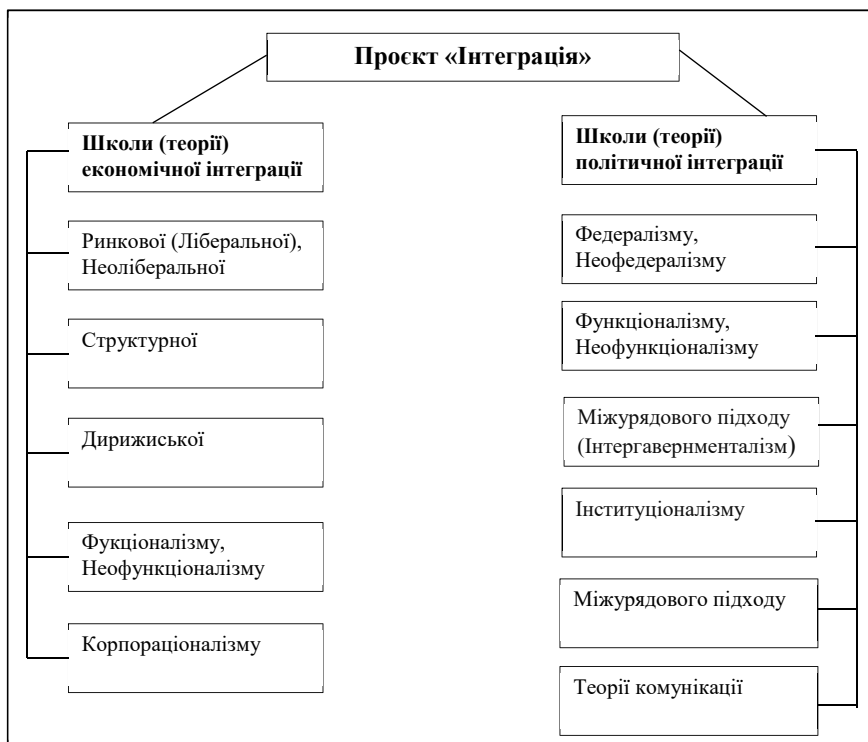 Проєкт «Інтеграція»
Школи (теорії)
економічної інтеграції
Ринкової (Ліберальної),
Неоліберальної
Структурної
Дирижиської
Фукціоналізму,
Неофункціоналізму
Корпораціоналізму
Школи (теорії)
політичної інтеграції
Федералізму,
Неофедералізму
Функціоналізму,
Неофункціоналізму
Міжурядового підходу
(Інтергавернменталізм)
Інституціоналізму
Міжурядового підходу
Теорії комунікації